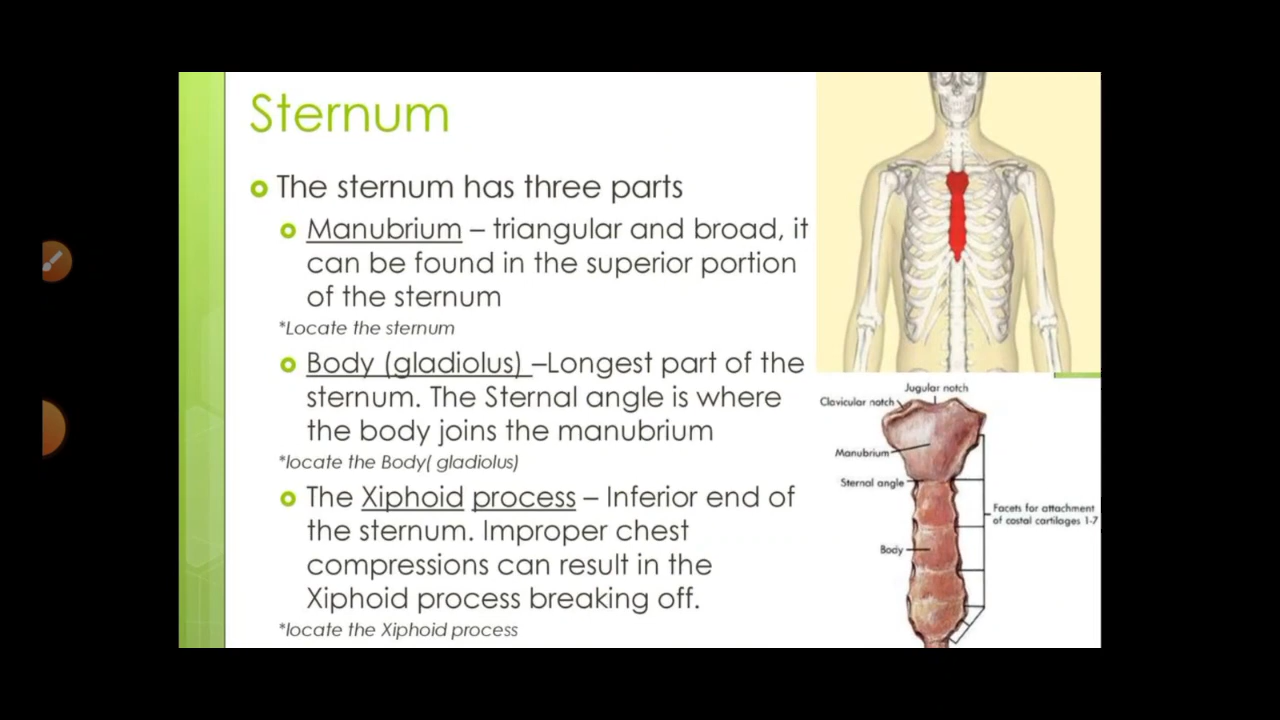 Sternum
The sternum has three parts
Manubrium – triangular and broad, it
can be found in the superior portion
of the sternum
*Locate the sternum
Body (gladiolus) –Longest part of the
sternum. The Sternal angle is where
the body joins the manubrium
*locate the Body( gladiolus)
The Xiphoid process – Inferior end of
the sternum. Improper chest
compressions can result in the
Xiphoid process breaking off.
*locate the Xiphoid process
Jugular notch
Clavicular notch
Manubrium
Sternal angle
Facets for attachment
of costal cartilages 1-7
Body